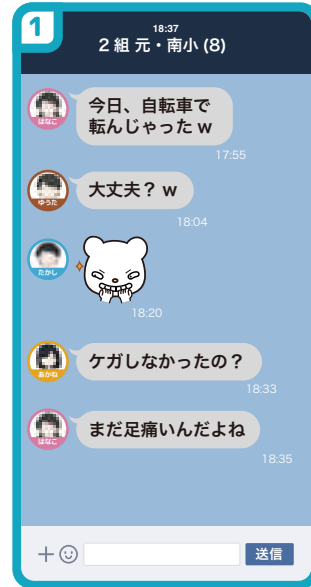 1
18:37
2組 元・南小 (8)
はなこ
今日、自転車で
転んじゃったw
17:55
ゆうた
大丈夫？w
18:04
たかし
18:20
あかね
ケガしなかったの？
18:33
はなこ
まだ足痛いんだよね
18:35
送信